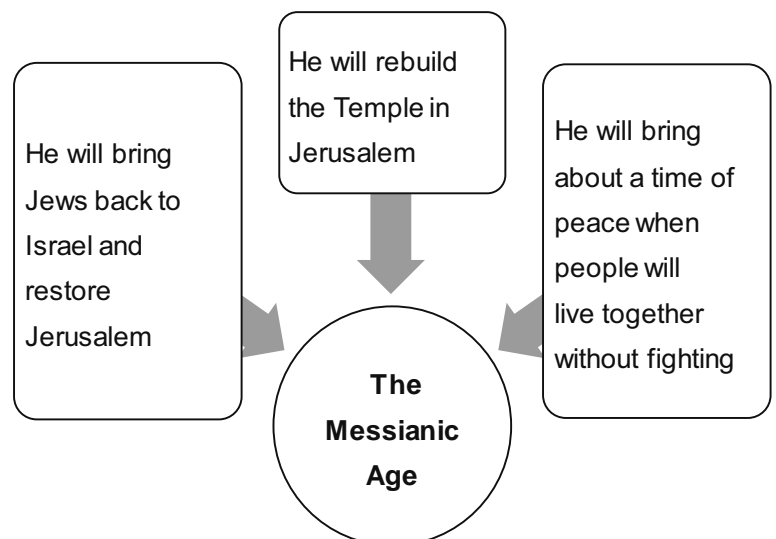 He will bring
Jews back to
Israel and
restore
Jerusalem
He will rebuild
the Temple in
Jerusalem
He will bring
about a time of
peace when
people will
live together
without fighting
The
Messianic
Age